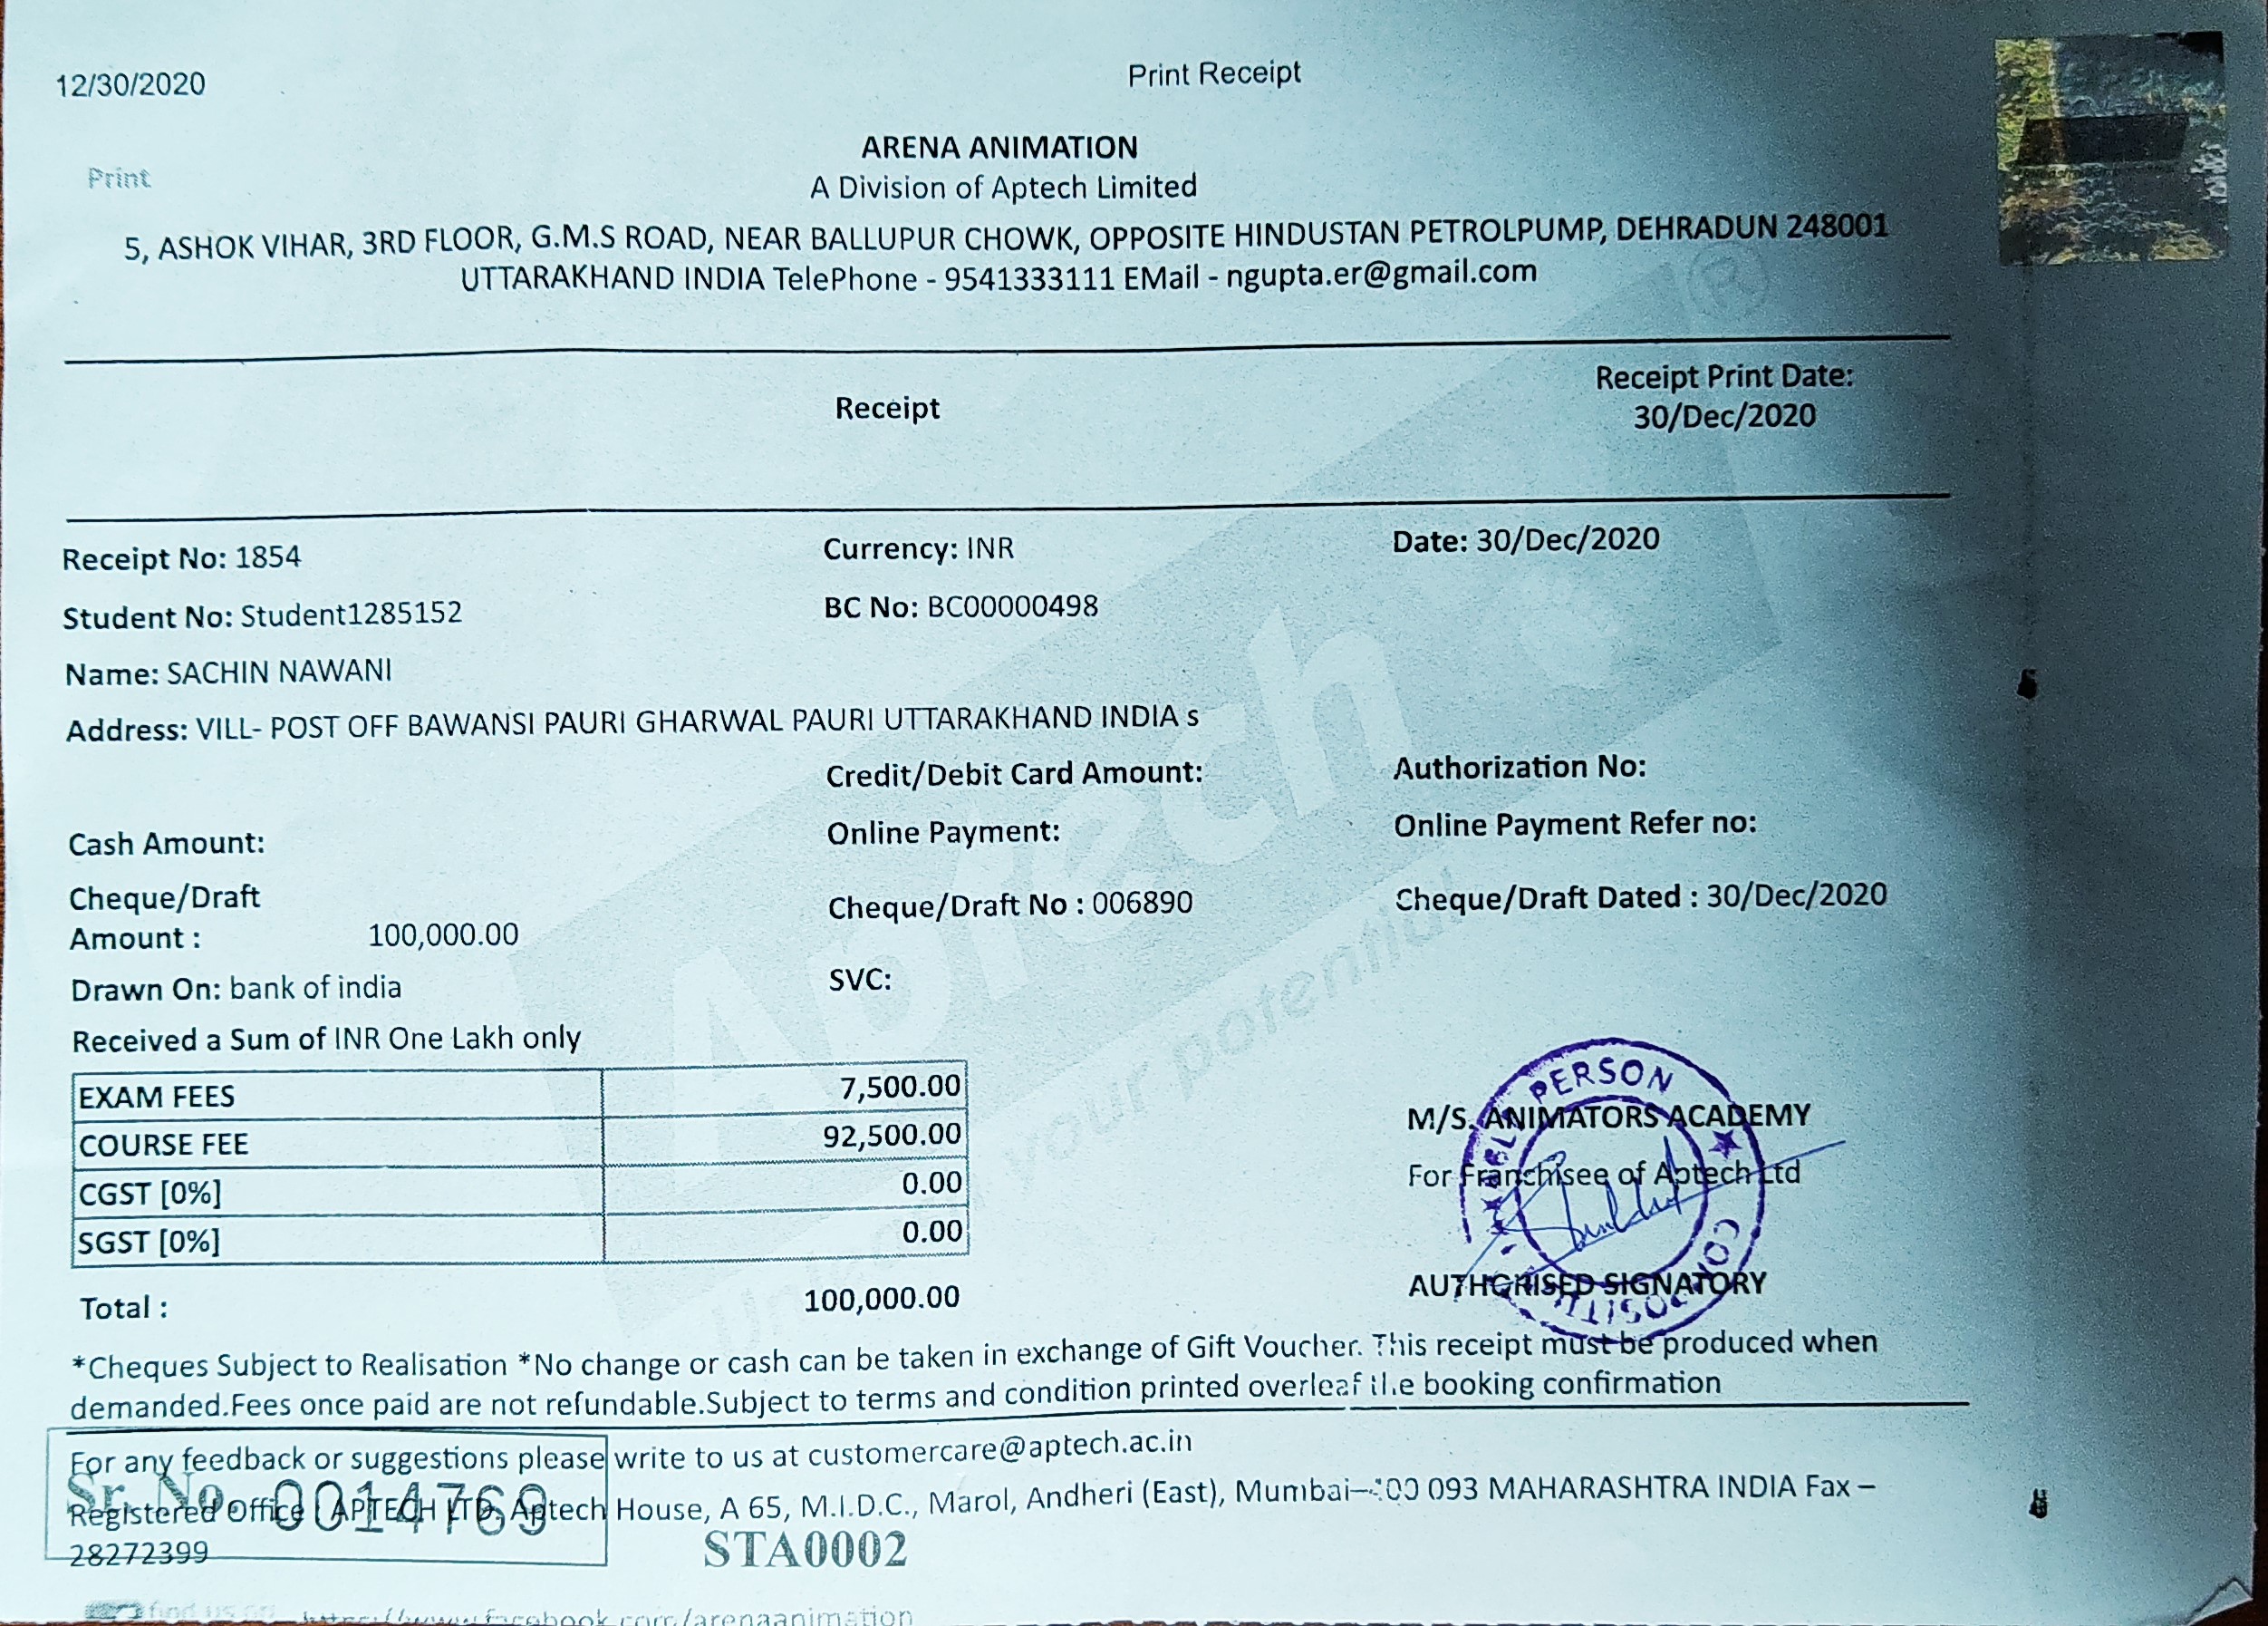 12/30/2020
Print Receipt
Print
ARENA ANIMATION
A Division of Aptech Limited
5, ASHOK VIHAR, 3RD FLOOR, G.M.S ROAD, NEAR BALLUPUR CHOWK, OPPOSITE HINDUSTAN PETROLPUMP, DEHRADUN 248001
UTTARAKHAND INDIA TelePhone - 9541333111 EMail - ngupta.er@gmail.com
Receipt
Receipt Print Date:
30/Dec/2020
Receipt No: 1854 Currency: INR Date: 30/Dec/2020
Student No: Student1285152 BC No: BC00000498
Name: SACHIN NAWANI
Address: VILL- POST OFF BAWANSI PAURI GHARWAL PAURI UTTARAKHAND INDIA s
Credit/Debit Card Amount: Authorization No:
Cash Amount: Online Payment: Online Payment Refer no:
Cheque/Draft
Amount : 100,000.00 Cheque/Draft No : 006890 Cheque/Draft Dated : 30/Dec/2020
Drawn On: bank of india SVC:
Received a Sum of INR One Lakh only
EXAM FEES 7,500.00
COURSE FEE 92,500.00
CGST [0%] 0.00
SGST [0%] 0.00
Total : 100,000.00
M/S. ANIMATORS ACADEMY
For Franchisee of Aptech Ltd
AUTHORISED SIGNATORY
PERSON
Aptech
your potential
®
*Cheques Subject to Realisation *No change or cash can be taken in exchange of Gift Voucher. This receipt must be produced when
demanded.Fees once paid are not refundable.Subject to terms and condition printed overleaf the booking confirmation
For any feedback or suggestions please write to us at customercare@aptech.ac.in
Registered Office APTECH LTD. Aptech House, A 65, M.I.D.C., Marol, Andheri (East), Mumbai– 093 MAHARASHTRA INDIA Fax –
28272399
Sr. No. 0014769
STA0002
find us on https://www.facebook.com/arenaanimation